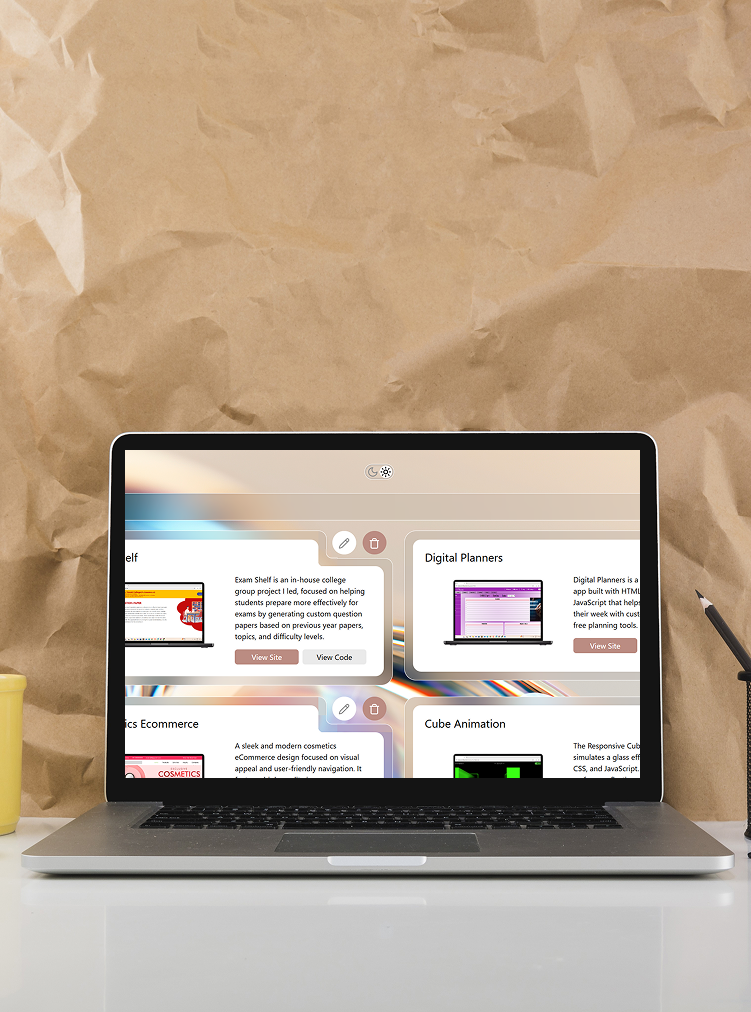 elf
Exam Shelf is an in-house college
group project I led, focused on helping
students prepare more effectively for
exams by generating custom question
papers based on previous year papers,
topics, and difficulty levels.
View Site
View Code
Digital Planners
Digital Planners is a
app built with HTML
JavaScript that helps
their week with cust
free planning tools.
View Site
ics Ecommerce
COSMETICS
A sleek and modern cosmetics
eCommerce design focused on visual
appeal and user-friendly navigation. It
Cube Animation
The Responsive Cub
simulates a glass eff
CSS, and JavaScript.